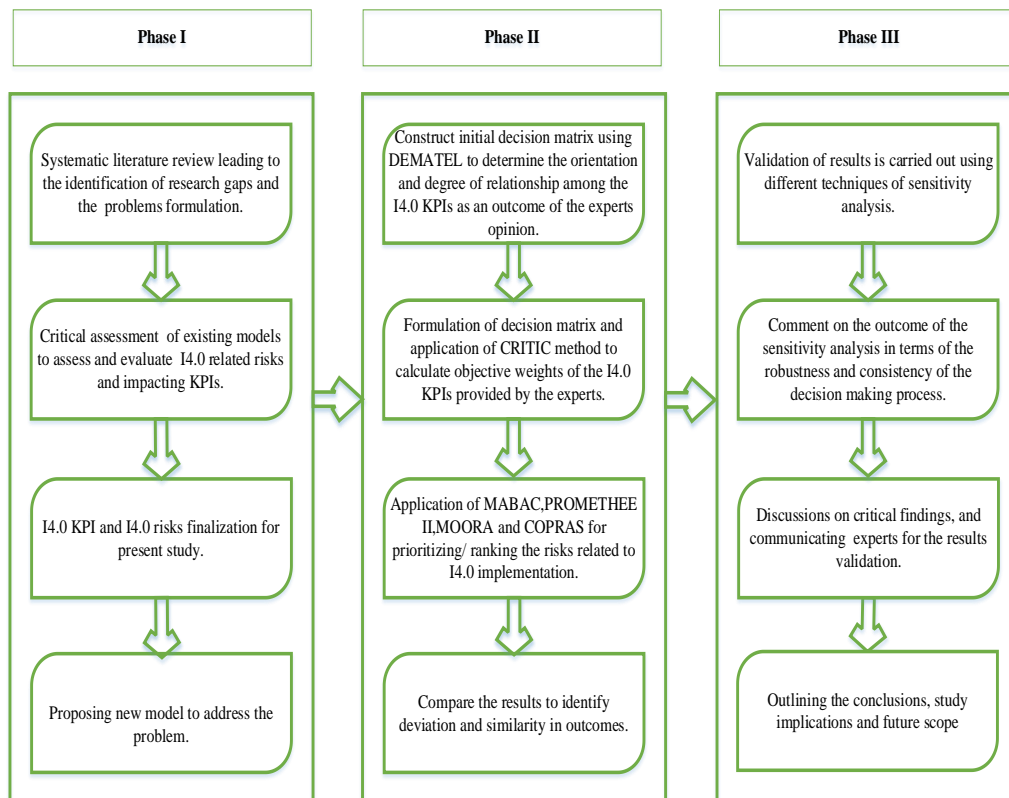 Phase I
Systematic literature review leading to
the identification of research gaps and
the problems formulation.
Critical assessment of existing models
to assess and evaluate I4.0 related risks
and impacting KPIs.
I4.0 KPI and I4.0 risks finalization for
present study.
Proposing new model to address the
problem.
Phase II
Construct initial decision matrix using
DEMATEL to determine the orientation
and degree of relationship among the
I4.0 KPIs as an outcome of the experts
opinion.
Formulation of decision matrix and
application of CRITIC method to
calculate objective weights of the I4.0
KPIs provided by the experts.
Application of MABAC,PROMETHEE
II,MOORA and COPRAS for
prioritizing/ ranking the risks related to
I4.0 implementation.
Compare the results to identify
deviation and similarity in outcomes.
Phase III
Validation of results is carried out using
different techniques of sensitivity
analysis.
Comment on the outcome of the
sensitivity analysis in terms of the
robustness and consistency of the
decision making process.
Discussions on critical findings, and
communicating experts for the results
validation.
Outlining the conclusions, study
implications and future scope